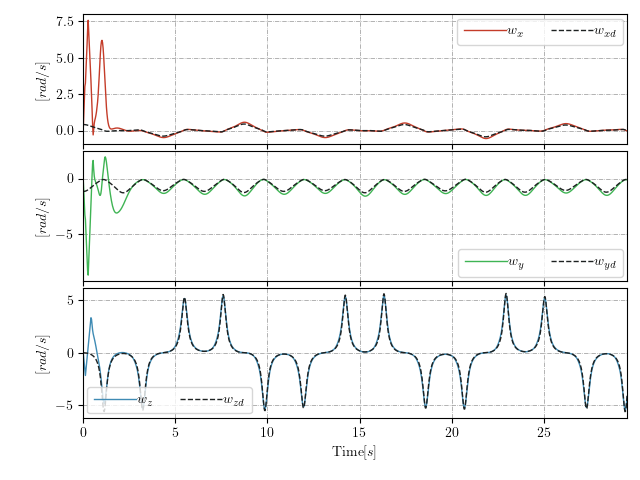 7.5
5.0
2.5
0.0
[rad/s]
w_x w_xd
0
−5
[rad/s]
w_y w_yd
5
0
−5
[rad/s]
w_z w_zd
0 5 10 15 20 25
Time[s]